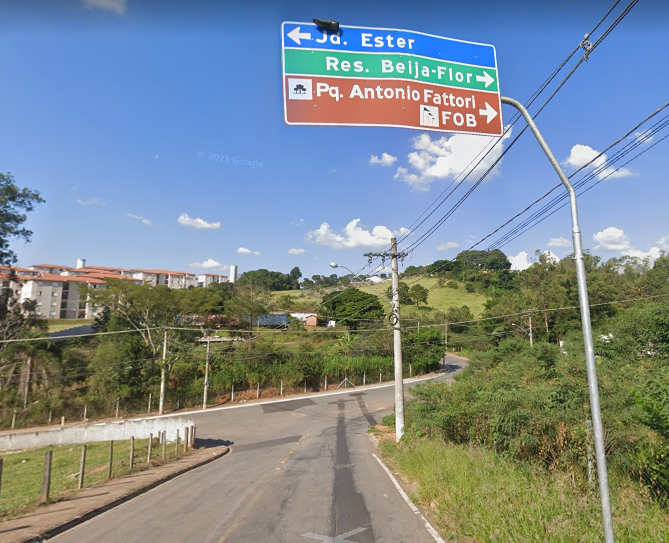 Jd. Ester
Res. Beija-Flor
Pq. Antonio Fattori
FOB
© 2021 Google